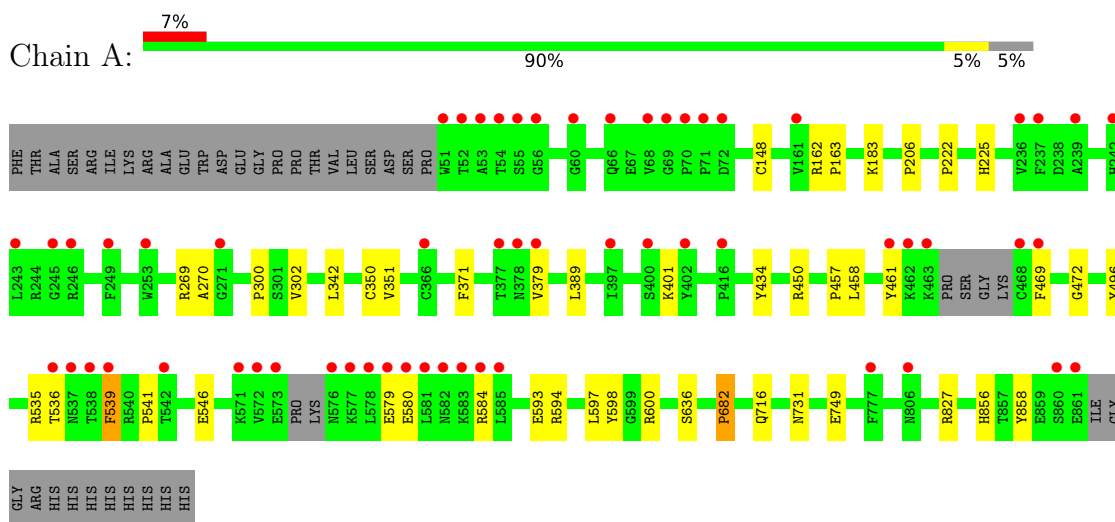 7%
Chain A:
90% 5% 5%
PHE THR ALA SER ARG ILE LYS ARG ALA GLU TRP ASP GLU GLY PRO PRO THR VAL LEU SER ASP SER PRO W51 T52 A53 T54 S55 G56 G60 Q66 E67 V68 G69 P70 P71 D72 C148 V161 R162 P163 K183 P206 P222 H225 V236 F237 D238 A239 H242
L243 R244 G245 R246 F249 W253 R269 A270 G271 P300 S301 V302 L342 C350 V351 C366 F371 T377 N378 V379 L389 I397 S400 K401 Y402 P416 Y434 R450 P457 L458 Y461 K462 K463 PRO SER GLY LYS C468 F469 G472 Y496
R535 T536 N537 T538 F539 R540 P541 T542 E546 K571 V572 E573 PRO LYS N576 K577 L578 E579 E580 L581 N582 K583 R584 L585 E593 R594 L597 Y598 G599 R600 S636 P682 Q716 N731 E749 F777 N806 R827 H856 T857 Y858 E859 S860 E861 ILE GLY
GLY ARG HIS HIS HIS HIS HIS HIS HIS HIS